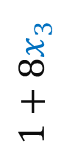 1 + 8x₃